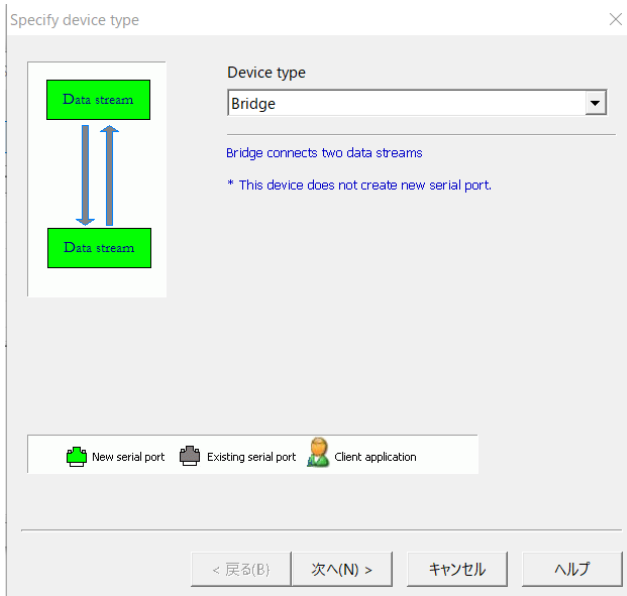 Specify device type
Device type
Bridge
Data stream
Bridge connects two data streams
* This device does not create new serial port.
Data stream
New serial port Existing serial port Client application
< 戻る(B) 次へ(N) > キャンセル ヘルプ